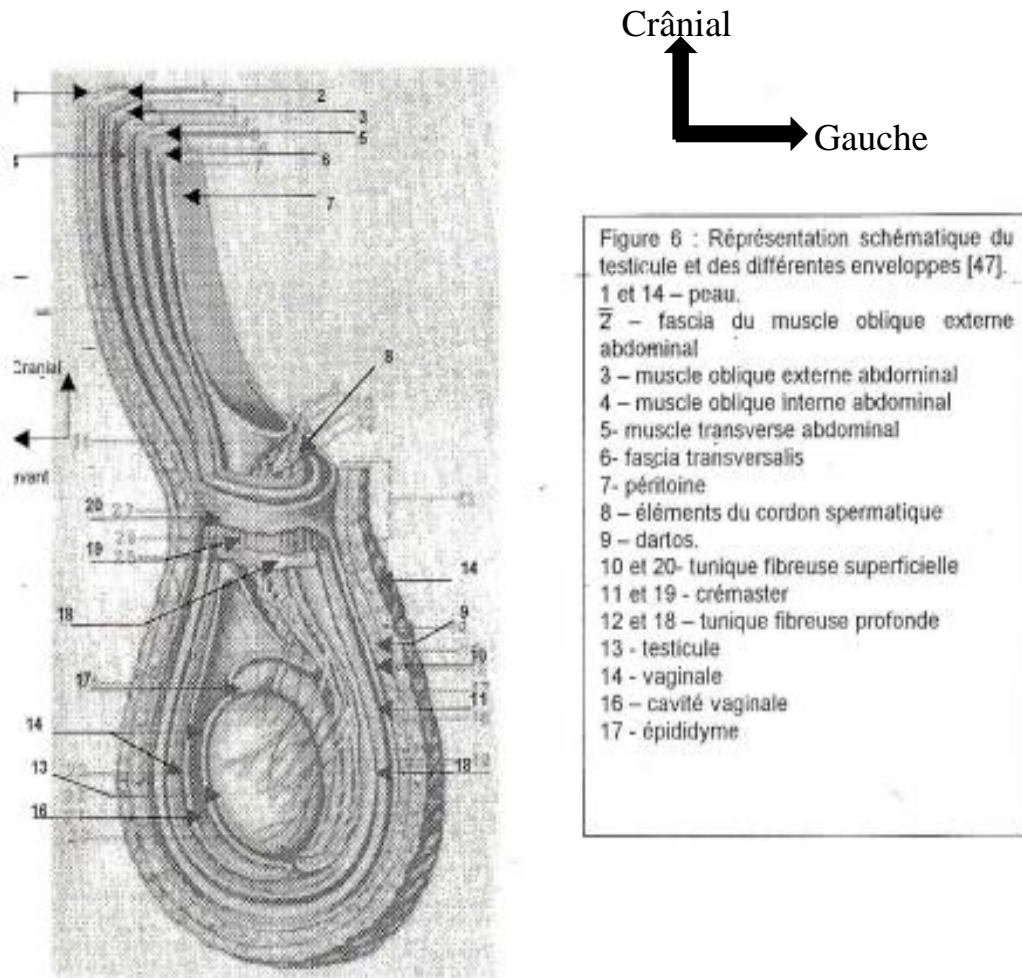 Crânial
Gauche
2
3
5
6
7
8
20
19
18
17
14
13
16
14
9
10
11
18
Figure 6 : Réprésentation schématique du
testicule et des différentes enveloppes [47].
1 et 14 – peau.
2 – fascia du muscle oblique externe
abdominal
3 – muscle oblique externe abdominal
4 – muscle oblique interne abdominal
5- muscle transverse abdominal
6- fascia transversalis
7- péritoine
8 – éléments du cordon spermatique
9 – dartos.
10 et 20- tunique fibreuse superficielle
11 et 19 - crémaster
12 et 18 – tunique fibreuse profonde
13 - testicule
14 - vaginale
16 – cavité vaginale
17 - épididyme